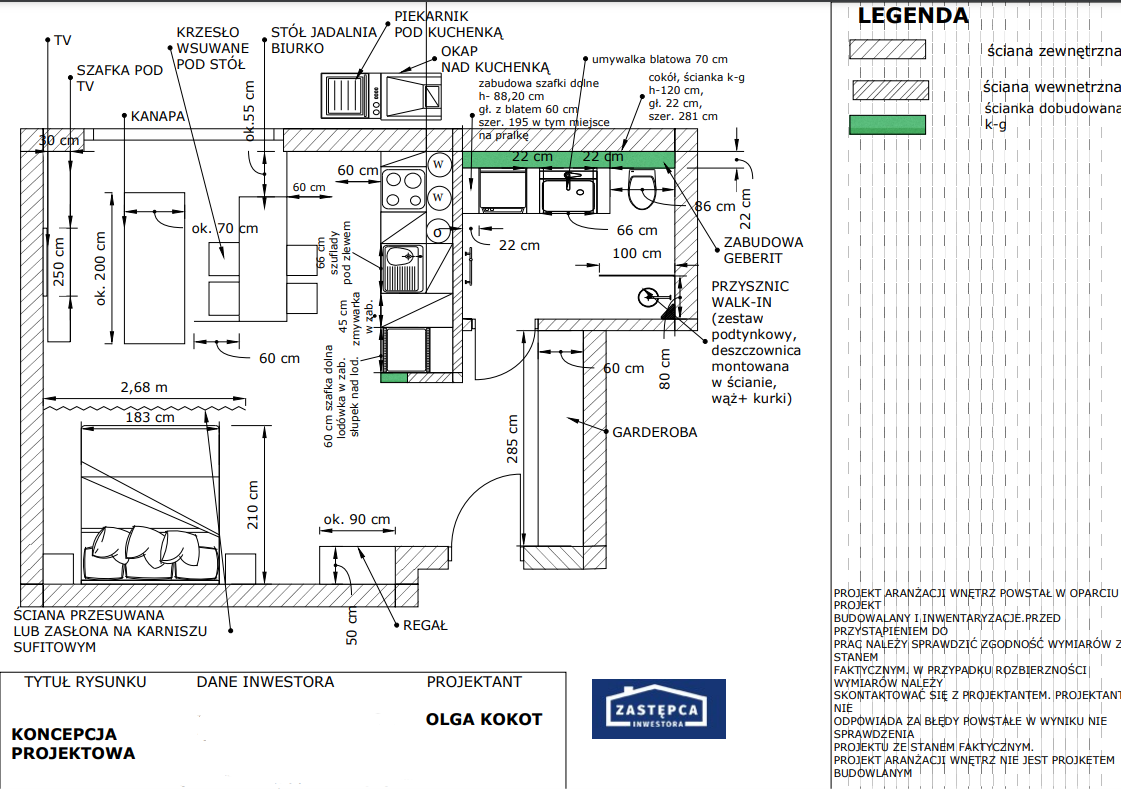 TV
SZAFKA POD
TV
KANAPA
KRZESŁO
WSUWANE
POD STÓŁ
STÓŁ JADALNIA
BIURKO
PIEKARNIK
POD KUCHENKĄ
OKAP
NAD KUCHENKĄ
zabudowa szafki dolne
h- 88,20 cm
gł. z blatem 60 cm
szer. 195 w tym miejsce
na pralkę
umywalka blatowa 70 cm
cokół, ścianka k-g
h-120 cm,
gł. 22 cm,
szer. 281 cm
30 cm
ok.55 cm
60 cm
60 cm
W
W
O
22 cm
22 cm
22 cm
86 cm
66 cm
22 cm
100 cm
ok. 70 cm
250 cm
ok. 200 cm
60 cm
66 cm
szuflady
pod zlewem
45 cm
zmywarka
w zab.
60 cm szafka dolna
lodówka w zab.
słupek nad lod.
ZABUDOWA
GEBERIT
PRZYSZNIC
WALK-IN
(zestaw
podtynkowy,
deszczownica
montowana
w ścianie,
wąż+ kurki)
80 cm
60 cm
285 cm
GARDEROBA
2,68 m
183 cm
210 cm
ok. 90 cm
50 cm
REGAŁ
ŚCIANA PRZESUWANA
LUB ZASŁONA NA KARNISZU
SUFITOWYM
TYTUŁ RYSUNKU
DANE INWESTORA
PROJEKTANT
KONCEPCJA
PROJEKTOWA
OLGA KOKOT
ZASTĘPCA
INWESTORA
LEGENDA
ściana zewnętrzna
ściana wewnetrzna
ścianka dobudowana
k-g
PROJEKT ARANŻACJI WNĘTRZ POWSTAŁ W OPARCIU
PROJEKT
BUDOWALANY I INWENTARYZACJE.PRZED
PRZYSTĄPIENIEM DO
PRAC NALEŻY SPRAWDZIĆ ZGODNOŚĆ WYMIARÓW Z
STANEM
FAKTYCZNYM. W PRZYPADKU ROZBIERZNOŚCI
WYMIARÓW NALEŻY
SKONTAKTOWAĆ SIĘ Z PROJEKTANTEM. PROJEKTANT
NIE
ODPOWIADA ZA BŁĘDY POWSTAŁE W WYNIKU NIE
SPRAWDZENIA
PROJEKTU ZE STANEM FAKTYCZNYM.
PROJEKT ARANŻACJI WNĘTRZ NIE JEST PROJKETEM
BUDOWLANYM